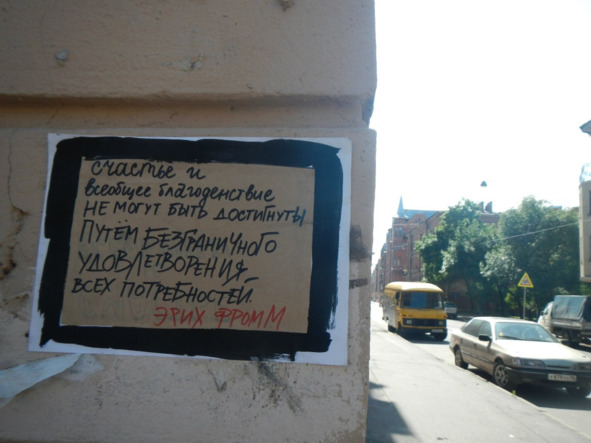 счастье и
всеобщее благоденствие
НЕ МОГУТ БЫТЬ ДОСТИГНУТЫ
ПУТЁМ БЕЗГРАНИЧНОГО
УДОВЛЕТВОРЕНИЯ
ВСЕХ ПОТРЕБНОСТЕЙ.
ЭРИХ ФРОММ